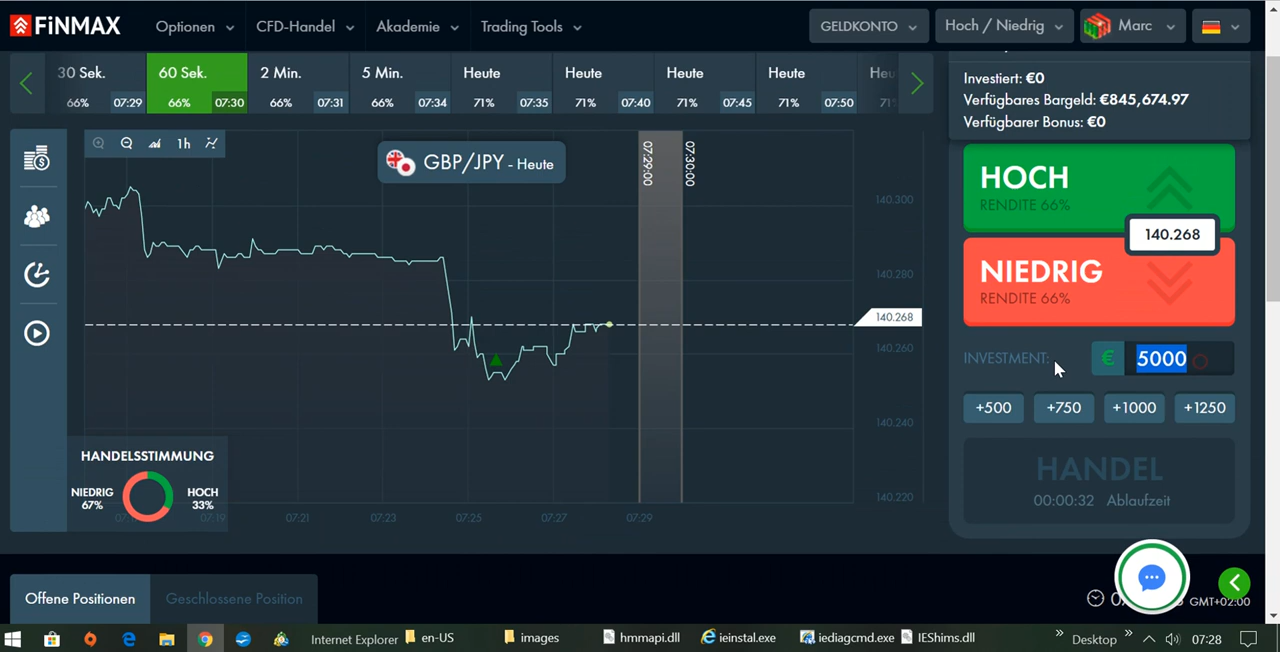 FiNMAX
Optionen
CFD-Handel
Akademie
Trading Tools
GELDKONTO
Hoch / Niedrig
Marc
30 Sek.
66% 07:29
60 Sek.
66% 07:30
2 Min.
66% 07:31
5 Min.
66% 07:34
Heute
71% 07:35
Heute
71% 07:40
Heute
71% 07:45
Heute
71% 07:50
Investiert: €0
Verfügbares Bargeld: €845,674.97
Verfügbarer Bonus: €0
1h
GBP/JPY - Heute
07:29:00
07:30:00
140.300
140.280
140.268
140.260
140.240
140.220
HOCH
RENDITE 66%
140.268
NIEDRIG
RENDITE 66%
INVESTMENT:
€ 5000
+500
+750
+1000
+1250
HANDEL
00:00:32 Ablaufzeit
HANDELSSTIMMUNG
NIEDRIG
67%
HOCH
33%
07:19
07:21
07:23
07:25
07:27
07:29
Offene Positionen
Geschlossene Position
GMT+02:00
Internet Explorer
en-US
images
hmmapi.dll
ieinstal.exe
iediagcmd.exe
IEShims.dll
Desktop
07:28